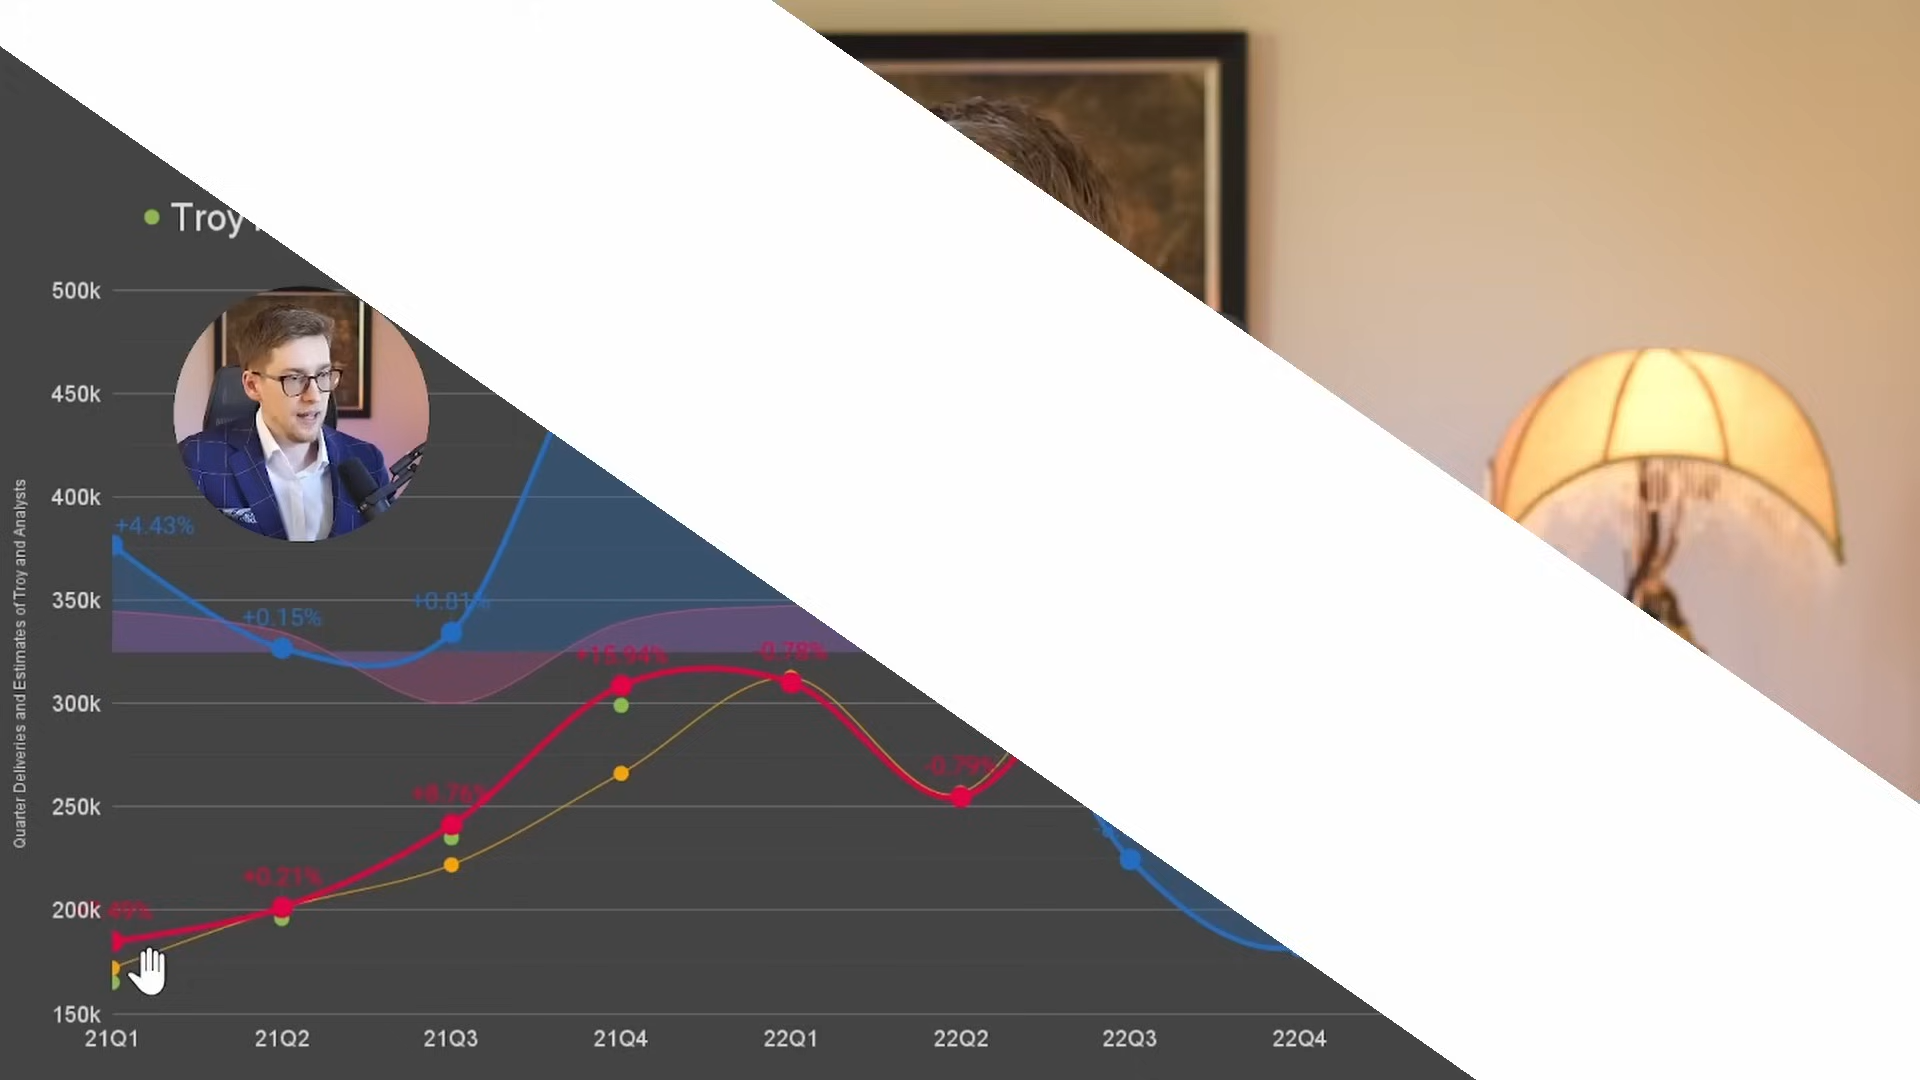 Troy
500k
450k
400k
350k
300k
250k
200k
150k
Quarter Deliveries and Estimates of Troy and Analysts
+4.43%
+0.15%
+0.81%
+15.94%
-0.78%
-0.79%
+8.76%
+0.21%
21Q1
21Q2
21Q3
21Q4
22Q1
22Q2
22Q3
22Q4